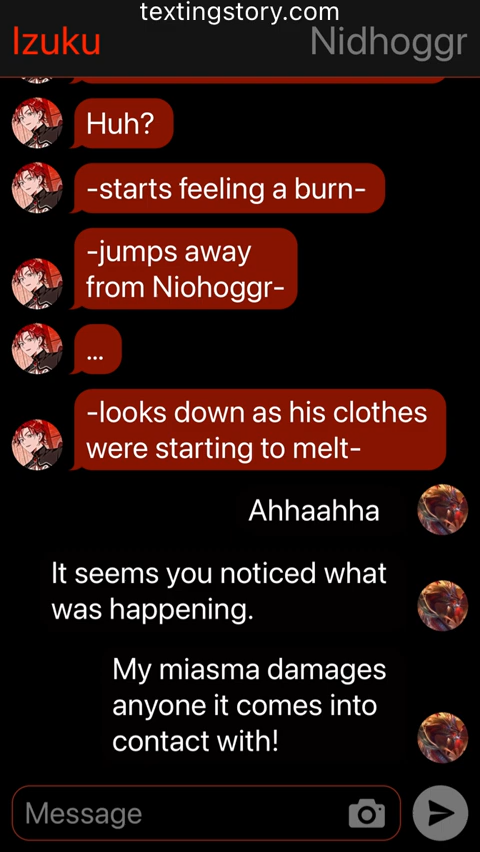 textingstory.com
Izuku
Nidhoggr
Huh?
-starts feeling a burn-
-jumps away
from Niohoggr-
...
-looks down as his clothes
were starting to melt-
Ahhaahha
It seems you noticed what
was happening.
My miasma damages
anyone it comes into
contact with!
Message